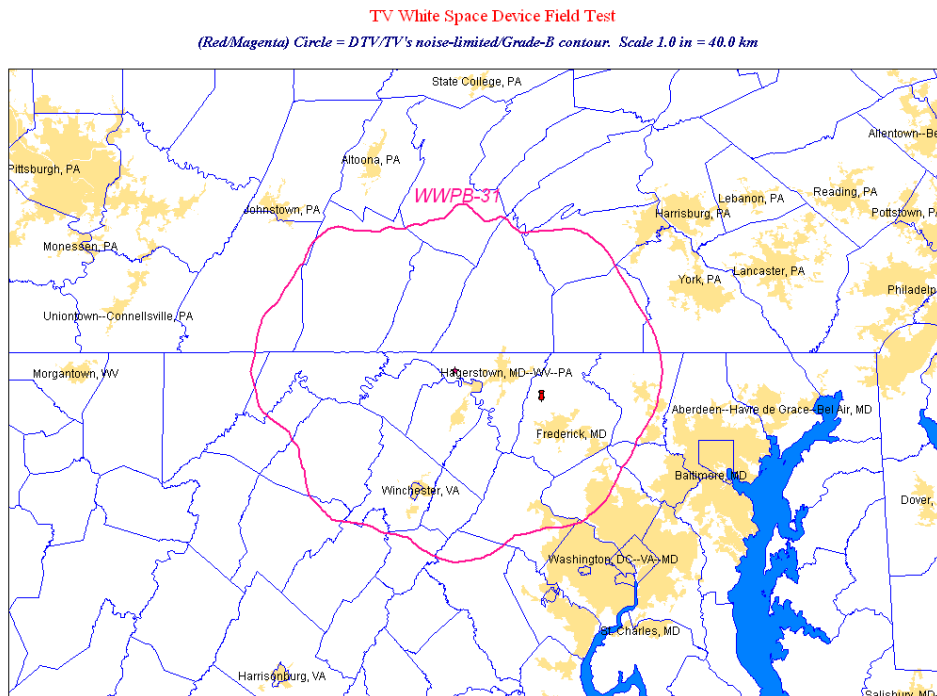 TV White Space Device Field Test
(Red/Magenta) Circle = DTV/TV's noise-limited/Grade-B contour. Scale 1.0 in = 40.0 km
State College, PA
Allentown--Be
Altoona, PA
Pittsburgh, PA
WWPB-31
Lebanon, PA
Reading, PA
Johnstown, PA
Harrisburg, PA
Pottstown, PA
Monessen, PA
Lancaster, PA
York, PA
Philadelp
Uniontown--Connellsville, PA
Morgantown, WV
Hagerstown, MD--WV--PA
Aberdeen--Havre de Grace--Bel Air, MD
Frederick, MD
Baltimore, MD
Winchester, VA
Dover,
Washington, DC--VA--MD
St. Charles, MD
Harrisonburg, VA
Salisbury, MD